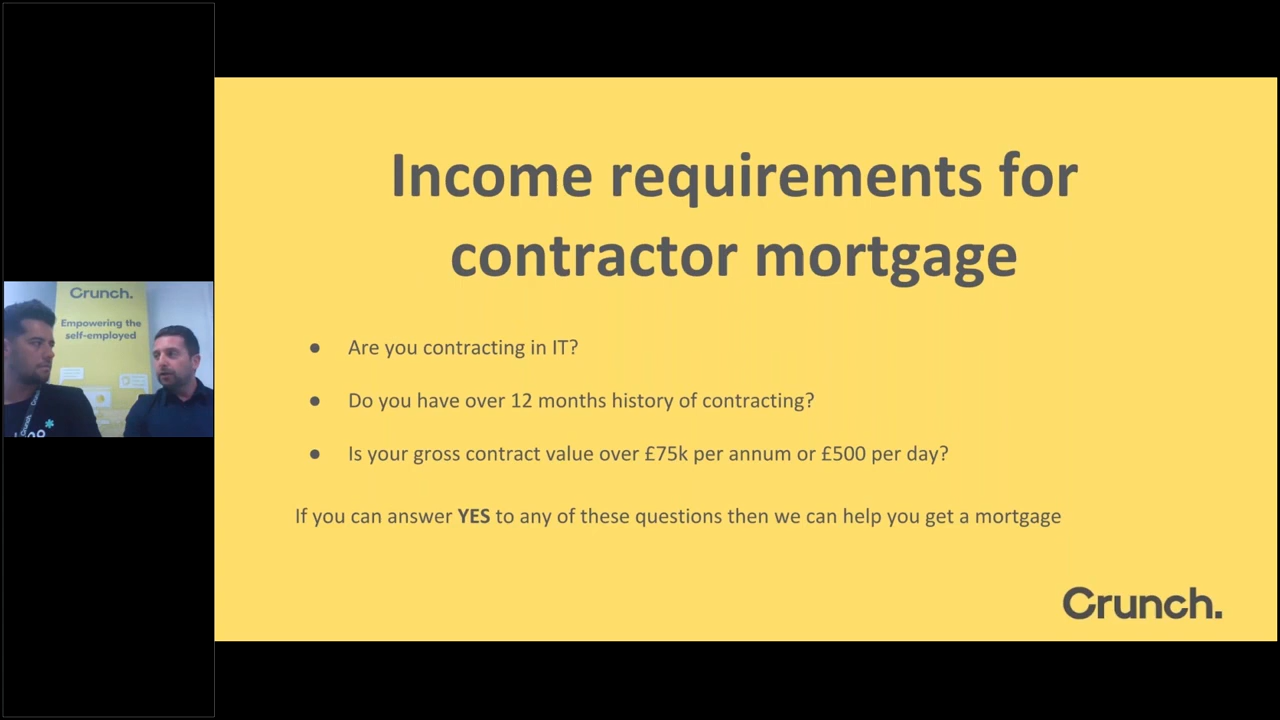 Income requirements for
contractor mortgage
● Are you contracting in IT?
● Do you have over 12 months history of contracting?
● Is your gross contract value over £75k per annum or £500 per day?
If you can answer YES to any of these questions then we can help you get a mortgage
Crunch.
Crunch.
Empowering the
self-employed
Crunch